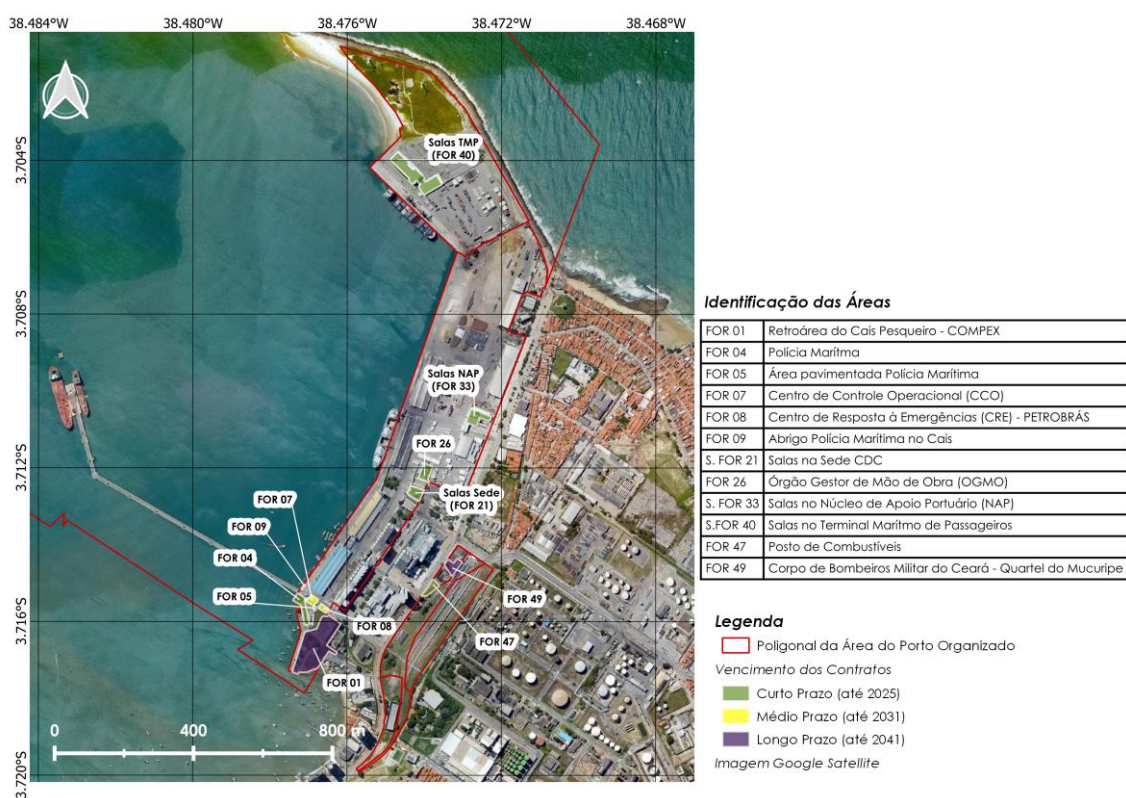 38.484°W 38.480°W 38.476°W 38.472°W 38.468°W
3.704°S
3.708°S
3.712°S
3.716°S
3.720°S
Salas TMP
(FOR 40)
Salas NAP
(FOR 33)
FOR 26
Salas Sede
(FOR 21)
FOR 07
FOR 09
FOR 04
FOR 05
FOR 08
FOR 49
FOR 47
FOR 01
0 400 800 m
Identificação das Áreas
FOR 01 Retroárea do Cais Pesqueiro - COMPEX
FOR 04 Polícia Marítma
FOR 05 Área pavimentada Polícia Marítima
FOR 07 Centro de Controle Operacional (CCO)
FOR 08 Centro de Resposta à Emergências (CRE) - PETROBRÁS
FOR 09 Abrigo Polícia Marítima no Cais
S. FOR 21 Salas na Sede CDC
FOR 26 Órgão Gestor de Mão de Obra (OGMO)
S. FOR 33 Salas no Núcleo de Apoio Portuário (NAP)
S.FOR 40 Salas no Terminal Marítmo de Passageiros
FOR 47 Posto de Combustíveis
FOR 49 Corpo de Bombeiros Militar do Ceará - Quartel do Mucuripe
Legenda
Poligonal da Área do Porto Organizado
Vencimento dos Contratos
Curto Prazo (até 2025)
Médio Prazo (até 2031)
Longo Prazo (até 2041)
Imagem Google Satellite